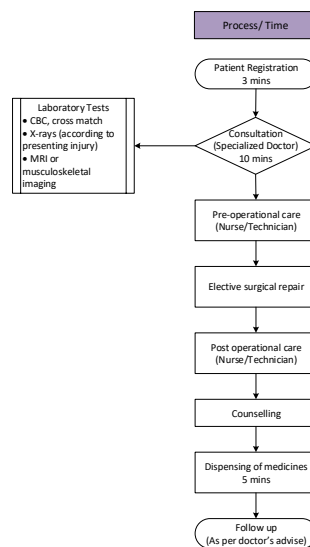 Process/ Time
Patient Registration
3 mins
Laboratory Tests
• CBC, cross match
• X-rays (according to
presenting injury)
• MRI or
musculoskeletal
imaging
Consultation
(Specialized Doctor)
10 mins
Pre-operational care
(Nurse/Technician)
Elective surgical repair
Post operational care
(Nurse/Technician)
Counselling
Dispensing of medicines
5 mins
Follow up
(As per doctor's advise)